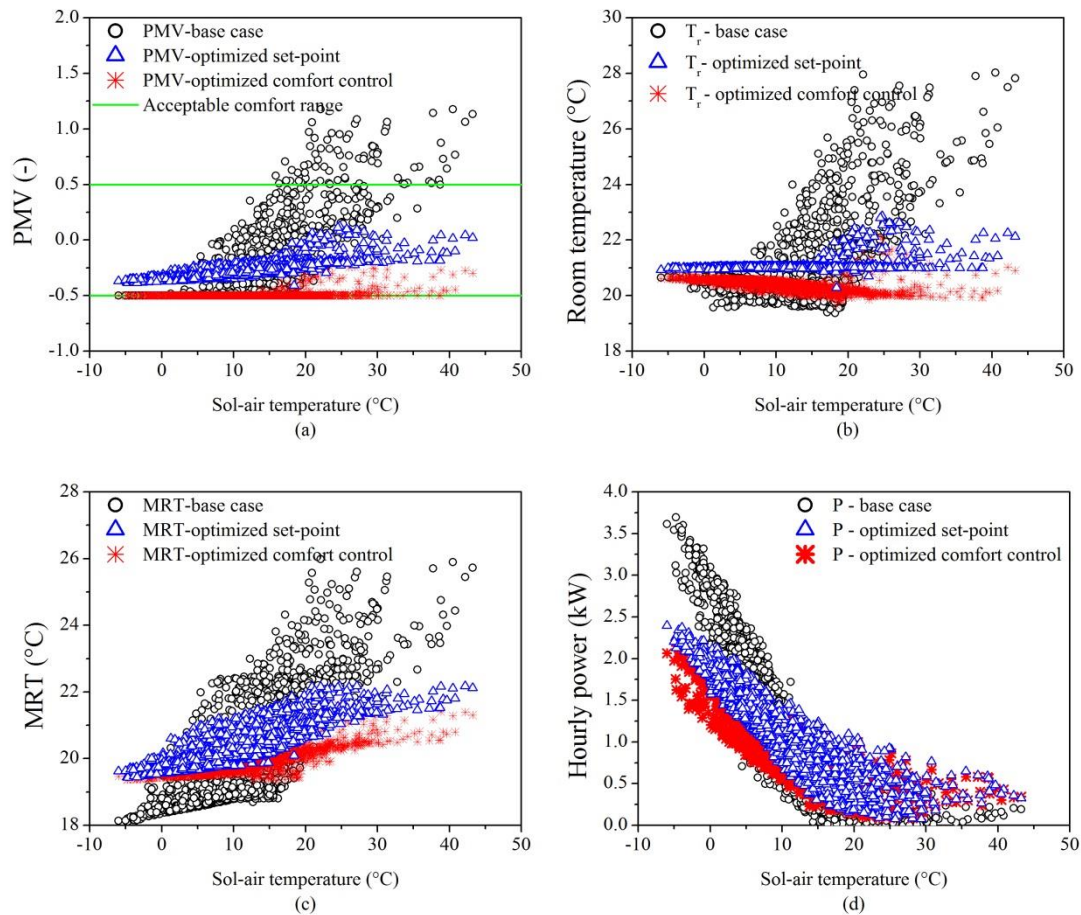 2.0
1.5
1.0
0.5
0.0
-0.5
-1.0
PMV (-)
PMV-base case
PMV-optimized set-point
PMV-optimized comfort control
Acceptable comfort range
-10 0 10 20 30 40 50
Sol-air temperature (°C)
(a)
28
26
24
22
20
18
Room temperature (°C)
Tr - base case
Tr - optimized set-point
Tr - optimized comfort control
-10 0 10 20 30 40 50
Sol-air temperature (°C)
(b)
28
26
24
22
20
18
MRT (°C)
MRT-base case
MRT-optimized set-point
MRT-optimized comfort control
-10 0 10 20 30 40 50
Sol-air temperature (°C)
(c)
4.0
3.5
3.0
2.5
2.0
1.5
1.0
0.5
0.0
Hourly power (kW)
P - base case
P - optimized set-point
P - optimized comfort control
-10 0 10 20 30 40 50
Sol-air temperature (°C)
(d)